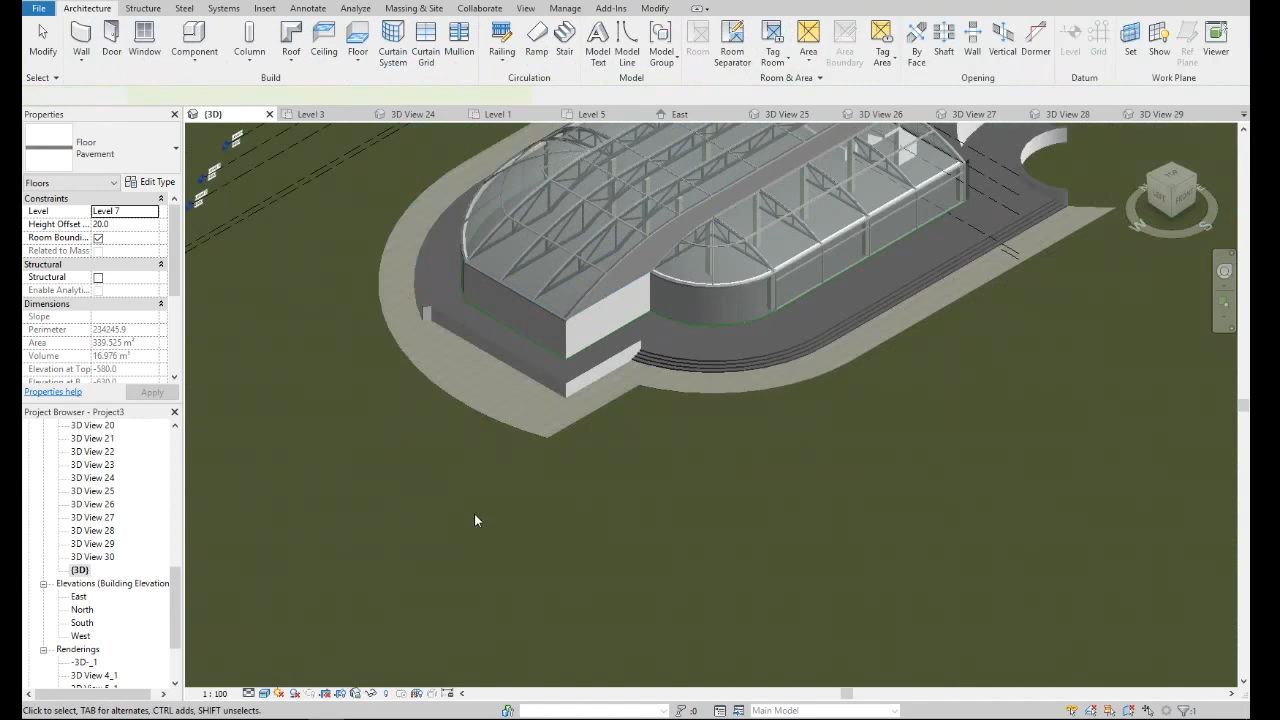 File Architecture Structure Steel Systems Insert Annotate Analyze Massing & Site Collaborate View Manage Add-Ins Modify
Modify Wall Door Window Component Column Roof Ceiling Floor Curtain System Curtain Grid Mullion Railing Ramp Stair Model Text Model Line Model Group Room Room Separator Tag Room Area Area Boundary Tag Area By Face Shaft Wall Vertical Dormer Level Grid Set Show Ref Plane Viewer
Select Build Circulation Model Room & Area Opening Datum Work Plane
Properties
{3D} Level 3 3D View 24 Level 1 Level 5 East 3D View 25 3D View 26 3D View 27 3D View 28 3D View 29
Floor
Pavement
Floors Edit Type
Constraints
Level Level 7
Height Offset ... 20.0
Room Boundi...
Related to Mass
Structural
Structural
Enable Analyti...
Dimensions
Slope
Perimeter 234245.9
Area 339.525 m²
Volume 16.976 m³
Elevation at Top -580.0
Elevation at B... -630.0
Properties help Apply
Project Browser - Project3
3D View 20
3D View 21
3D View 22
3D View 23
3D View 24
3D View 25
3D View 26
3D View 27
3D View 28
3D View 29
3D View 30
{3D}
Elevations (Building Elevation
East
North
South
West
Renderings
-3D-_1
3D View 4_1
TOP
FRONT
W
S
1 : 100
Click to select, TAB for alternates, CTRL adds, SHIFT unselects.
:0
Main Model
:1